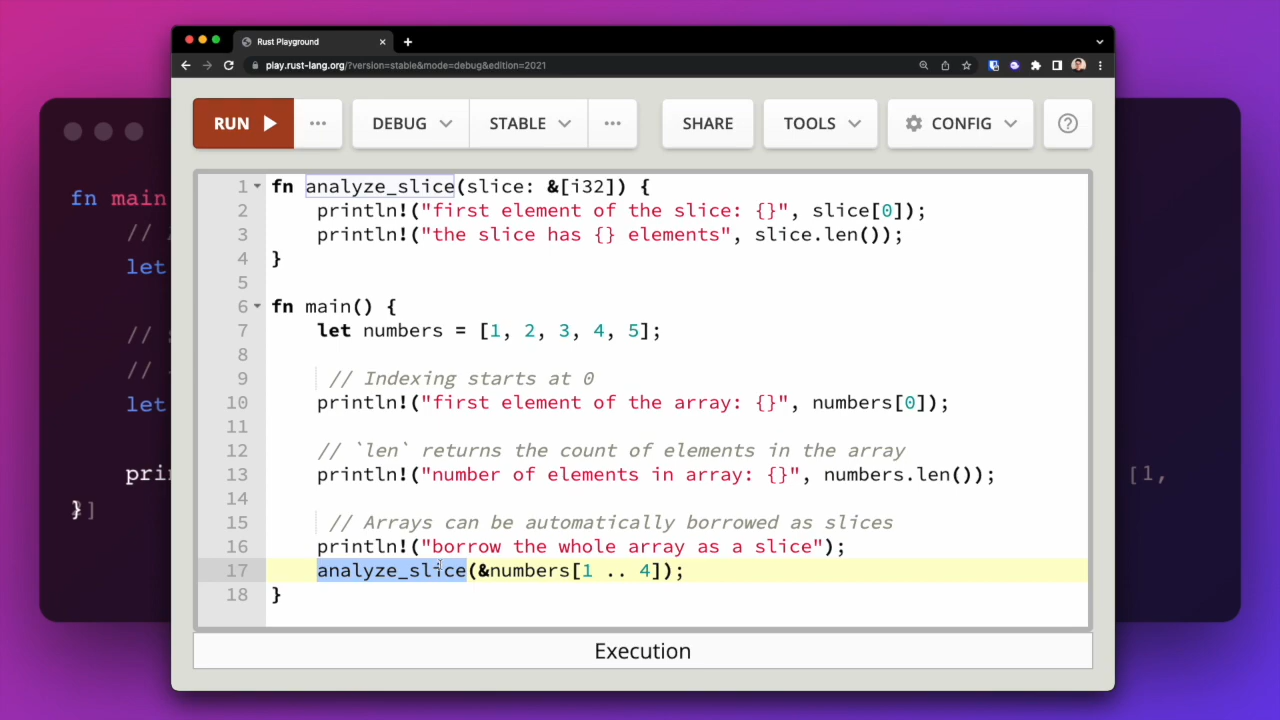 Rust Playground
play.rust-lang.org/?version=stable&mode=debug&edition=2021
RUN ... DEBUG STABLE ... SHARE TOOLS CONFIG ?
1 fn analyze_slice(slice: &[i32]) {
2 println!("first element of the slice: {}", slice[0]);
3 println!("the slice has {} elements", slice.len());
4 }
5
6 fn main() {
7 let numbers = [1, 2, 3, 4, 5];
8
9 // Indexing starts at 0
10 println!("first element of the array: {}", numbers[0]);
11
12 // `len` returns the count of elements in the array
13 println!("number of elements in array: {}", numbers.len());
14
15 // Arrays can be automatically borrowed as slices
16 println!("borrow the whole array as a slice");
17 analyze_slice(&numbers[1 .. 4]);
18 }
Execution
fn main
//
let
//
//
let
[1,
}